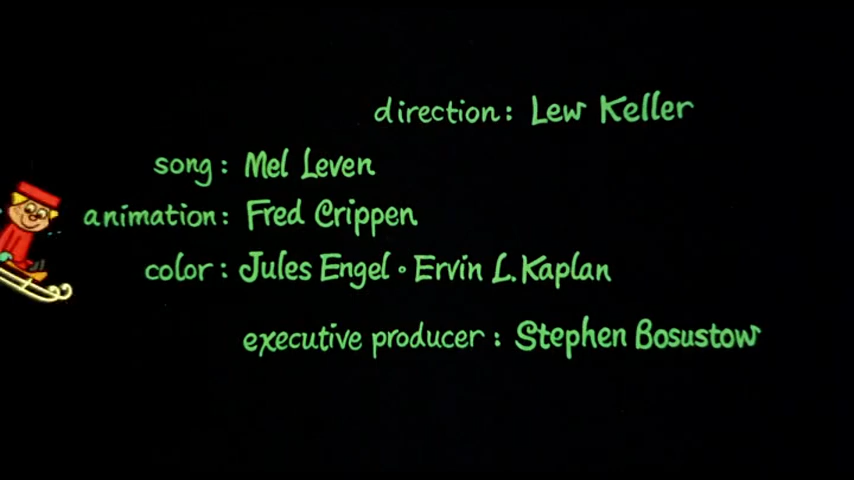 direction: Lew Keller
song: Mel Leven
animation: Fred Crippen
color: Jules Engel • Ervin L. Kaplan
executive producer: Stephen Bosustow